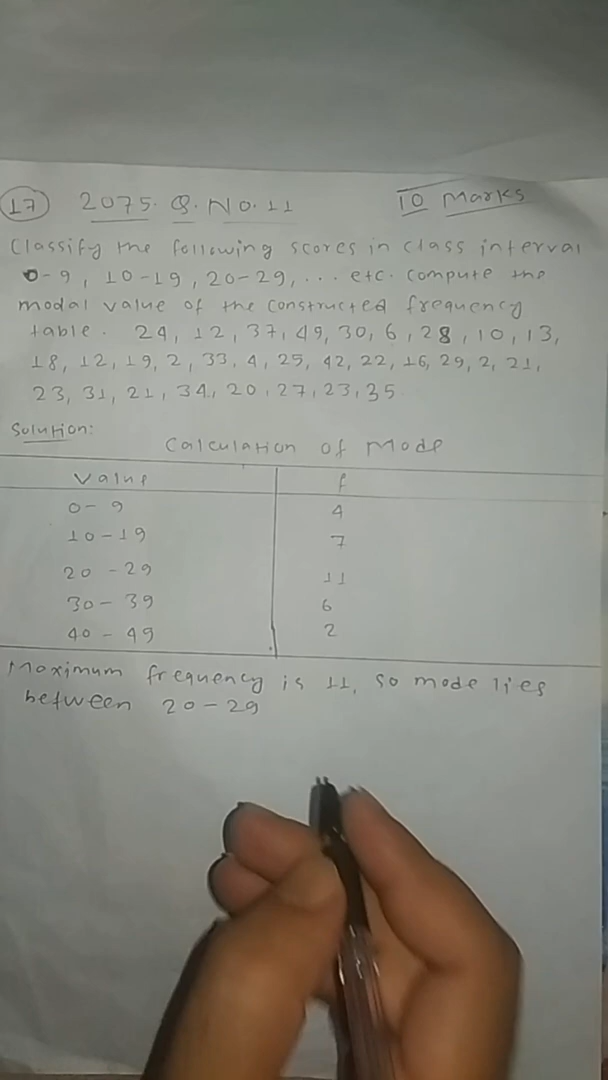 17 2075. Q. No. 11 10 Marks
Classify the following scores in class interval
0-9, 10-19, 20-29, ... etc. compute the
modal value of the constructed frequency
table. 24, 12, 37, 49, 30, 6, 28, 10, 13,
18, 12, 19, 2, 33, 4, 25, 42, 22, 16, 29, 2, 21,
23, 31, 21, 34, 20, 27, 23, 35
Solution:
Calculation of Mode
Value f
0-9 4
10-19 7
20-29 11
30-39 6
40-49 2
Maximum frequency is 11, so mode lies
between 20-29